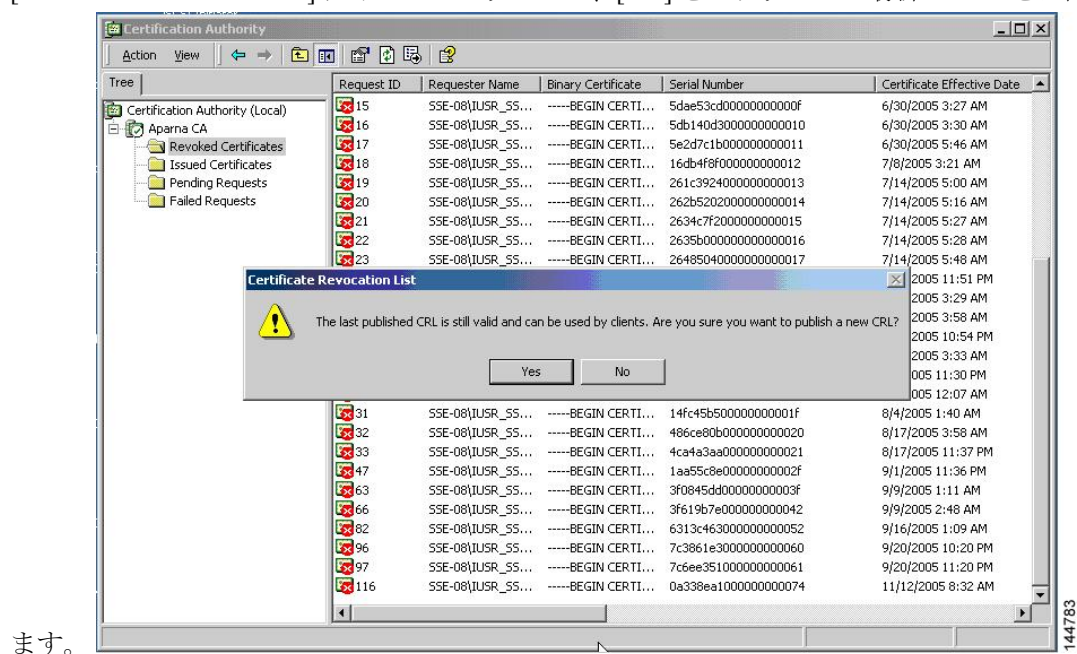 Certification Authority
Action View
Tree
Request ID Requester Name Binary Certificate Serial Number Certificate Effective Date
Certification Authority (Local)
Aparna CA
Revoked Certificates
Issued Certificates
Pending Requests
Failed Requests
15 SSE-08\IUSR_SS... -----BEGIN CERTI... 5dae53cd00000000000f 6/30/2005 3:27 AM
16 SSE-08\IUSR_SS... -----BEGIN CERTI... 5db140d3000000000010 6/30/2005 3:30 AM
17 SSE-08\IUSR_SS... -----BEGIN CERTI... 5e2d7c1b000000000011 6/30/2005 5:46 AM
18 SSE-08\IUSR_SS... -----BEGIN CERTI... 16db4f8f000000000012 7/8/2005 3:21 AM
19 SSE-08\IUSR_SS... -----BEGIN CERTI... 261c3924000000000013 7/14/2005 5:00 AM
20 SSE-08\IUSR_SS... -----BEGIN CERTI... 262b5202000000000014 7/14/2005 5:16 AM
21 SSE-08\IUSR_SS... -----BEGIN CERTI... 2634c7f2000000000015 7/14/2005 5:27 AM
22 SSE-08\IUSR_SS... -----BEGIN CERTI... 2635b000000000000016 7/14/2005 5:28 AM
23 SSE-08\IUSR_SS... -----BEGIN CERTI... 26485040000000000017 7/14/2005 5:48 AM
2005 11:51 PM
2005 3:29 AM
2005 3:58 AM
2005 10:54 PM
2005 3:33 AM
005 11:30 PM
005 12:07 AM
Certificate Revocation List
The last published CRL is still valid and can be used by clients. Are you sure you want to publish a new CRL?
Yes No
31 SSE-08\IUSR_SS... -----BEGIN CERTI... 14fc45b500000000001f 8/4/2005 1:40 AM
32 SSE-08\IUSR_SS... -----BEGIN CERTI... 486ce80b000000000020 8/17/2005 3:58 AM
33 SSE-08\IUSR_SS... -----BEGIN CERTI... 4ca4a3aa000000000021 8/17/2005 11:37 PM
47 SSE-08\IUSR_SS... -----BEGIN CERTI... 1aa55c8e00000000002f 9/1/2005 11:36 PM
63 SSE-08\IUSR_SS... -----BEGIN CERTI... 3f0845dd00000000003f 9/9/2005 1:11 AM
66 SSE-08\IUSR_SS... -----BEGIN CERTI... 3f619b7e000000000042 9/9/2005 2:48 AM
82 SSE-08\IUSR_SS... -----BEGIN CERTI... 6313c463000000000052 9/16/2005 1:09 AM
96 SSE-08\IUSR_SS... -----BEGIN CERTI... 7c3861e3000000000060 9/20/2005 10:20 PM
97 SSE-08\IUSR_SS... -----BEGIN CERTI... 7c6ee351000000000061 9/20/2005 11:20 PM
116 SSE-08\IUSR_SS... -----BEGIN CERTI... 0a338ea1000000000074 11/12/2005 8:32 AM
144783
ます。